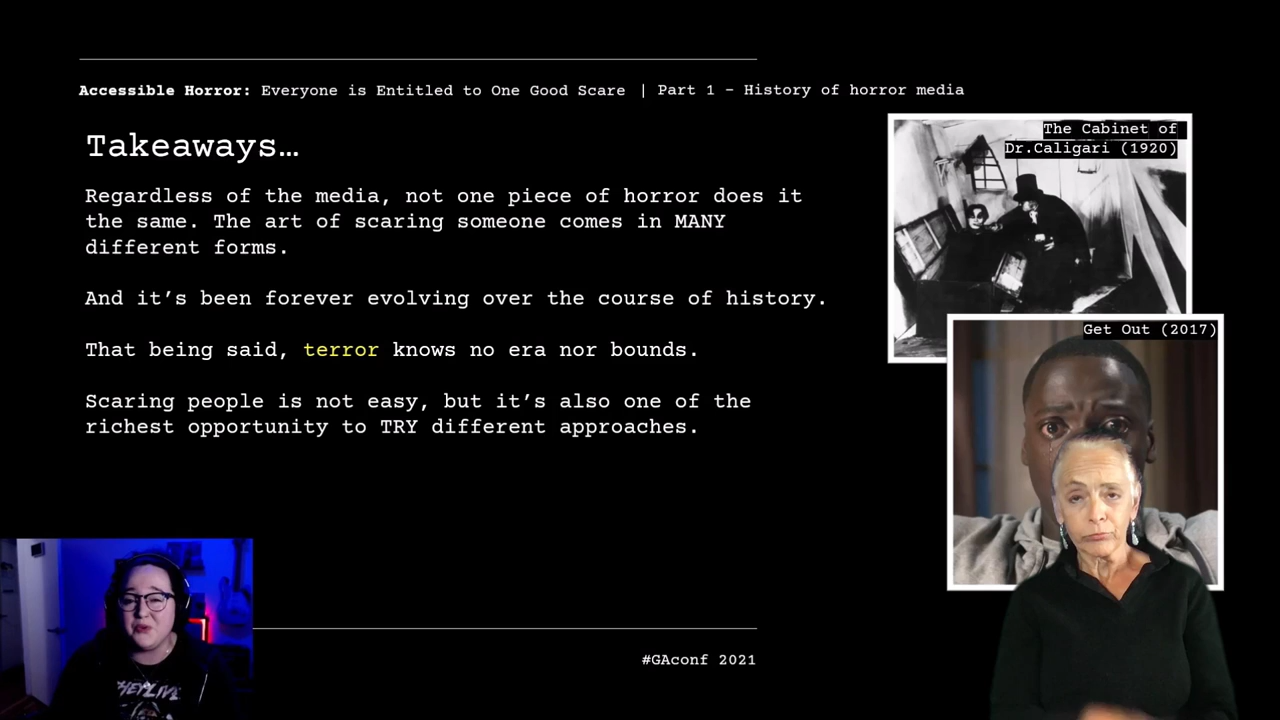 Accessible Horror: Everyone is Entitled to One Good Scare | Part 1 – History of horror media
Takeaways…
Regardless of the media, not one piece of horror does it
the same. The art of scaring someone comes in MANY
different forms.
And it’s been forever evolving over the course of history.
That being said, terror knows no era nor bounds.
Scaring people is not easy, but it’s also one of the
richest opportunity to TRY different approaches.
The Cabinet of
Dr.Caligari (1920)
Get Out (2017)
THEY LIVE
#GAconf 2021